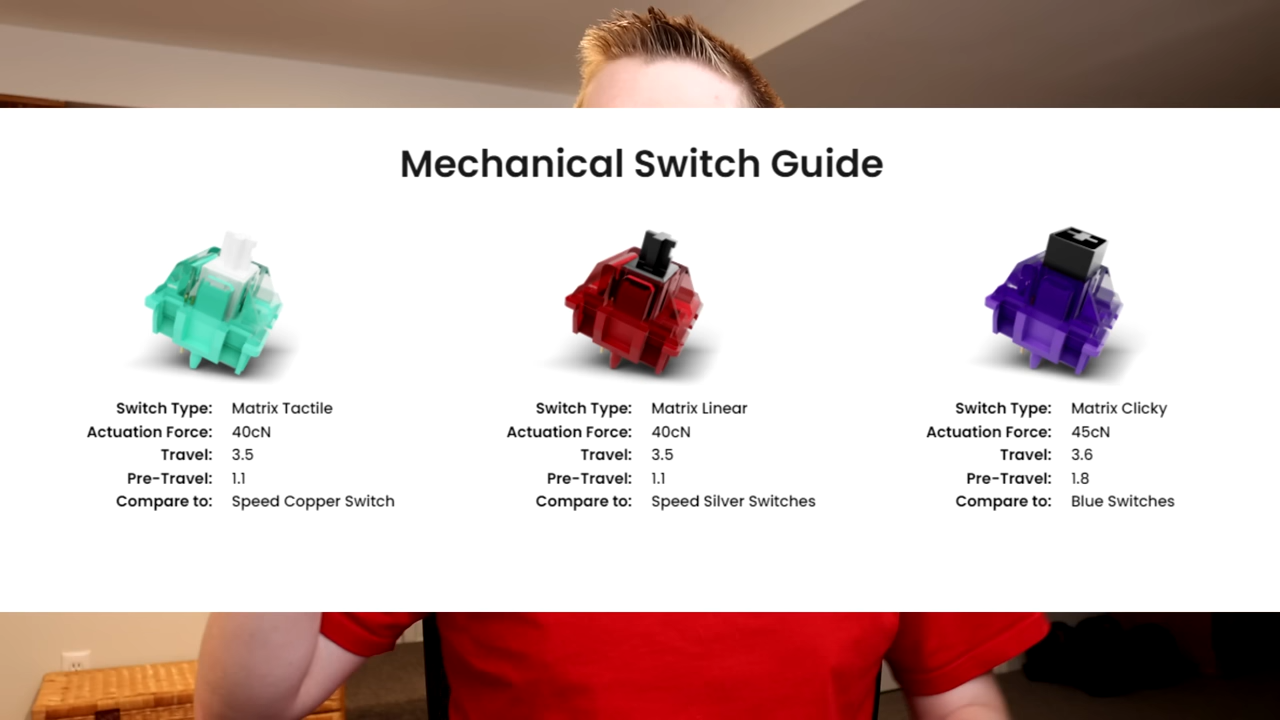 Mechanical Switch Guide
Switch Type: Matrix Tactile
Actuation Force: 40cN
Travel: 3.5
Pre-Travel: 1.1
Compare to: Speed Copper Switch
Switch Type: Matrix Linear
Actuation Force: 40cN
Travel: 3.5
Pre-Travel: 1.1
Compare to: Speed Silver Switches
Switch Type: Matrix Clicky
Actuation Force: 45cN
Travel: 3.6
Pre-Travel: 1.8
Compare to: Blue Switches